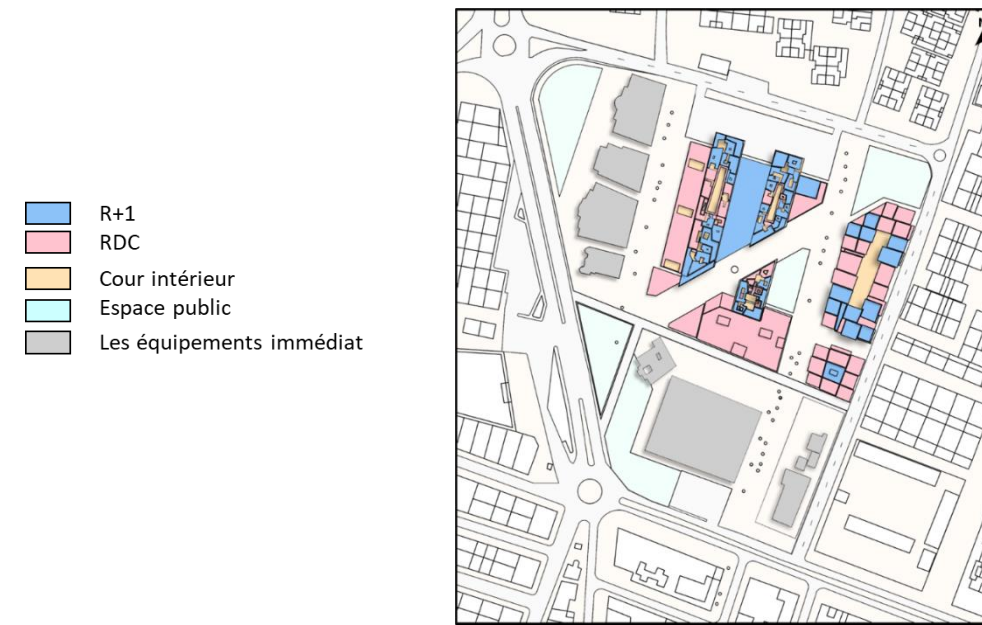 R+1
RDC
Cour intérieur
Espace public
Les équipements immédiat
N